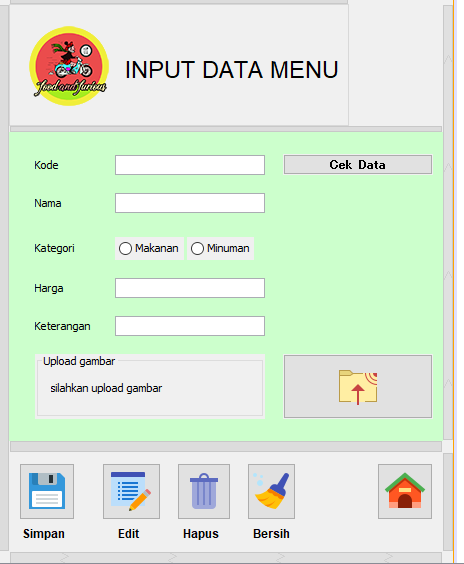 food and furious
INPUT DATA MENU
Kode
Cek Data
Nama
Kategori
Makanan
Minuman
Harga
Keterangan
Upload gambar
silahkan upload gambar
Simpan
Edit
Hapus
Bersih